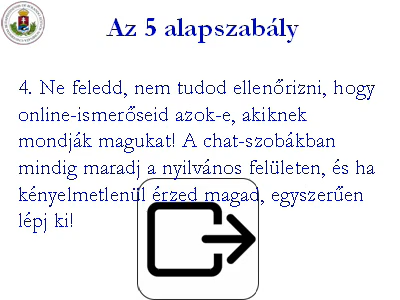 Az 5 alapszabály
4. Ne feledd, nem tudod ellenőrizni, hogy
online-ismerőseid azok-e, akiknek
mondják magukat! A chat-szobákban
mindig maradj a nyilvános felületen, és ha
kényelmetlenül érzed magad, egyszerűen
lépj ki!